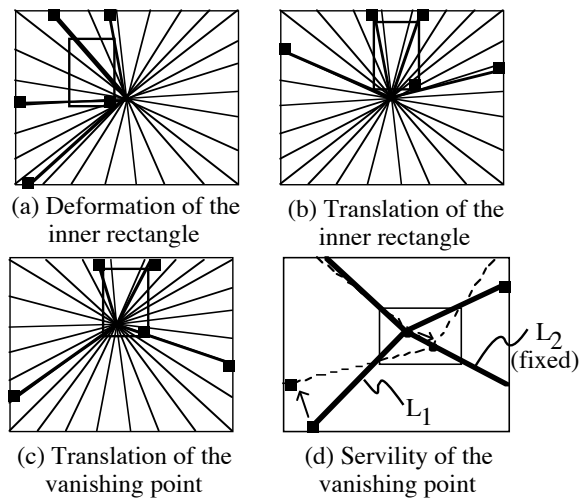 (a) Deformation of the
inner rectangle
(b) Translation of the
inner rectangle
L2
(fixed)
L1
(c) Translation of the
vanishing point
(d) Servility of the
vanishing point